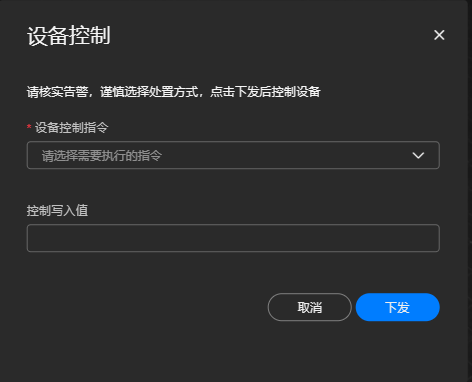 设备控制
请核实告警，谨慎选择处置方式，点击下发后控制设备
* 设备控制指令
请选择需要执行的指令
控制写入值
取消
下发